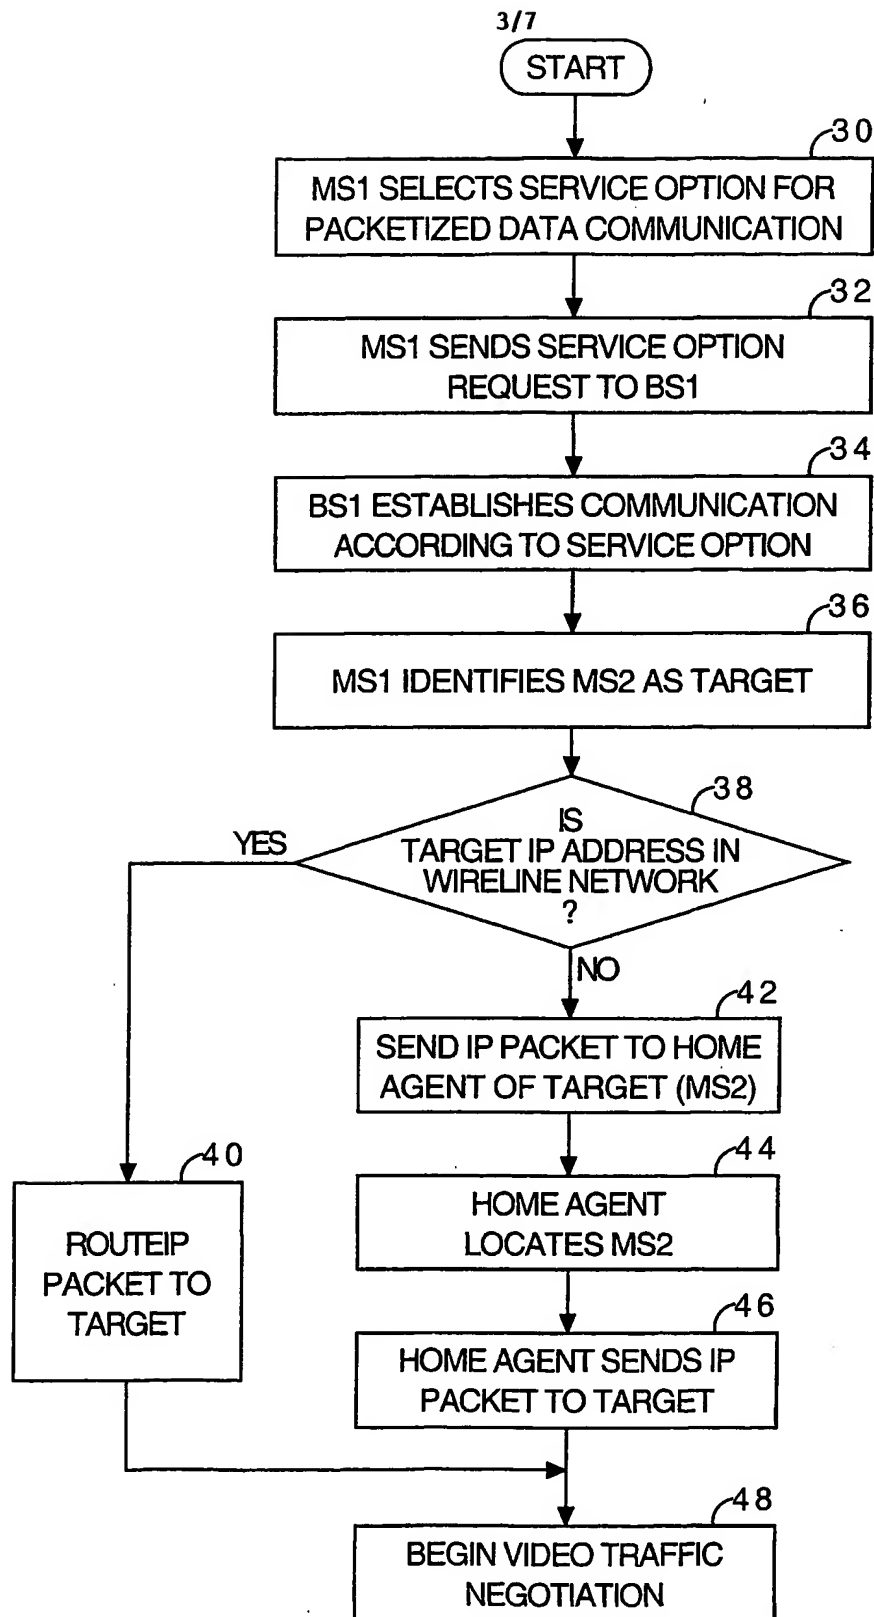 3/7
START
30
MS1 SELECTS SERVICE OPTION FOR
PACKETIZED DATA COMMUNICATION
32
MS1 SENDS SERVICE OPTION
REQUEST TO BS1
34
BS1 ESTABLISHES COMMUNICATION
ACCORDING TO SERVICE OPTION
36
MS1 IDENTIFIES MS2 AS TARGET
38
IS
TARGET IP ADDRESS IN
WIRELINE NETWORK
?
YES
NO
42
SEND IP PACKET TO HOME
AGENT OF TARGET (MS2)
40
ROUTEIP
PACKET TO
TARGET
44
HOME AGENT
LOCATES MS2
46
HOME AGENT SENDS IP
PACKET TO TARGET
48
BEGIN VIDEO TRAFFIC
NEGOTIATION